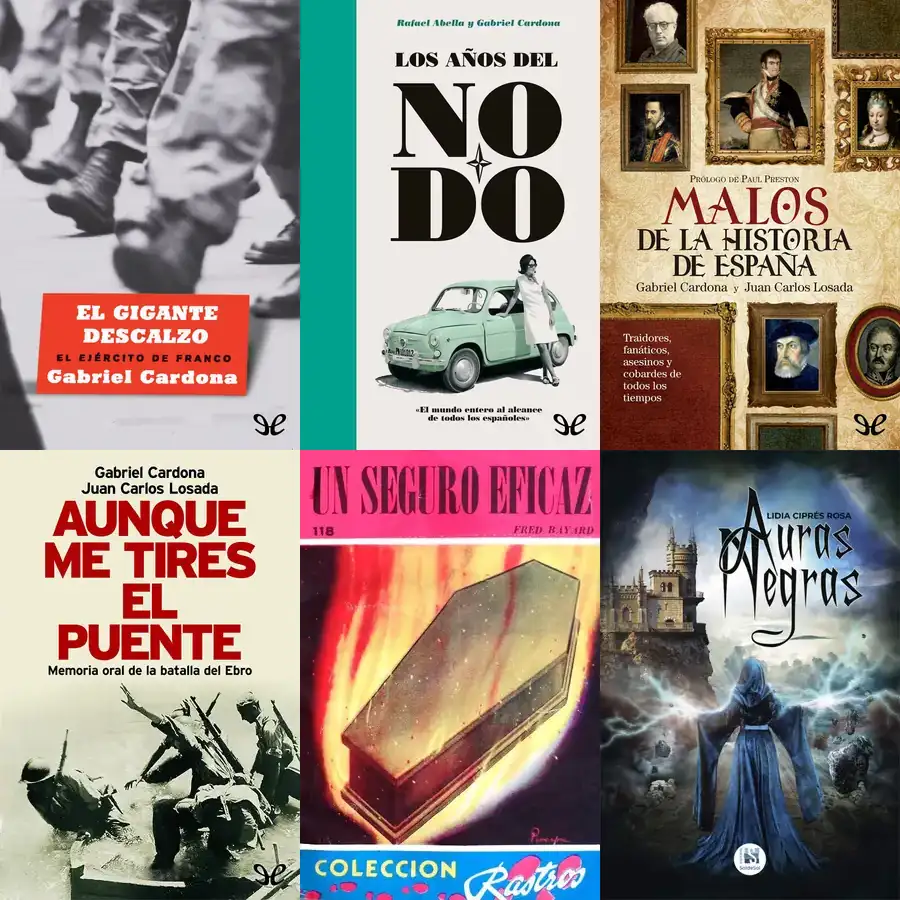 EL GIGANTE
DESCALZO
EL EJÉRCITO DE FRANCO
Gabriel Cardona
Rafael Abella y Gabriel Cardona
LOS AÑOS DEL
NO
DO
«El mundo entero al alcance
de todos los españoles»
PRÓLOGO DE PAUL PRESTON
MALOS
DE LA HISTORIA
DE ESPAÑA
Gabriel Cardona y Juan Carlos Losada
Traidores,
fanáticos,
asesinos y
cobardes de
todos los
tiempos
Gabriel Cardona
Juan Carlos Losada
AUNQUE
ME TIRES
EL
PUENTE
Memoria oral de la batalla del Ebro
UN SEGURO EFICAZ
118
FRED BAYARD
COLECCION
Rastros
LIDIA CIPRÉS ROSA
Auras
Negras